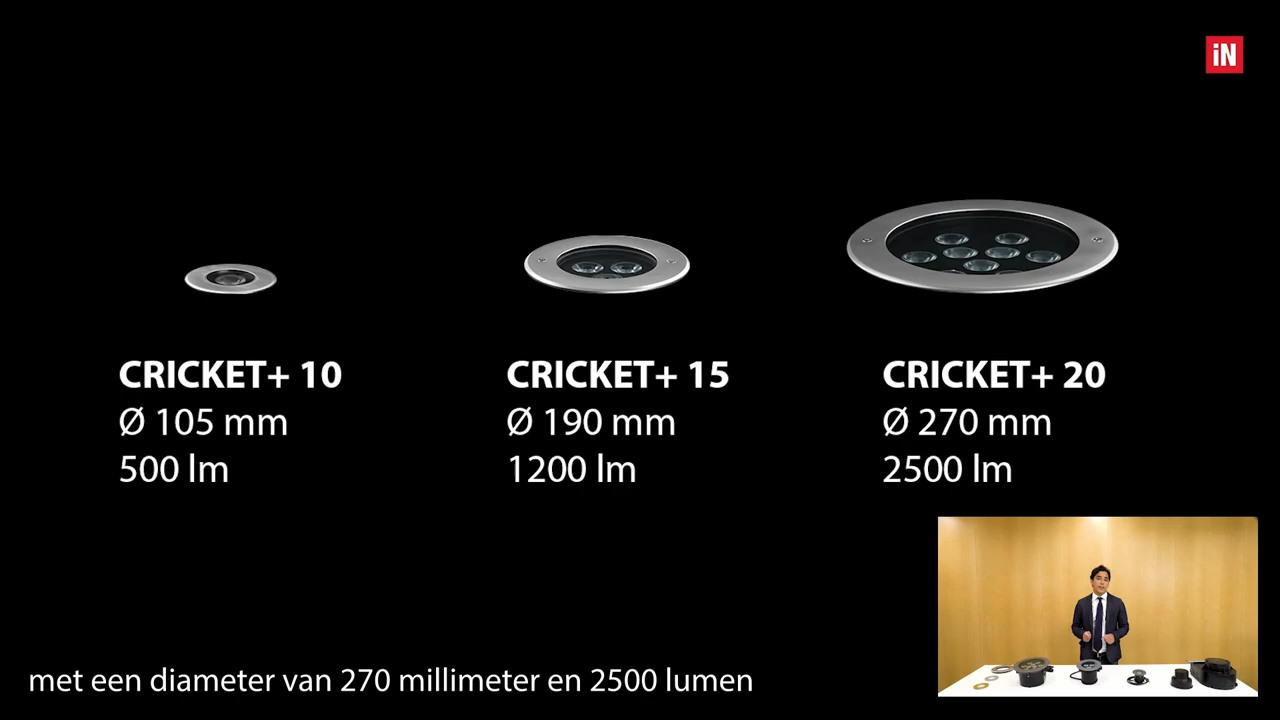 iN
CRICKET+ 10
Ø 105 mm
500 lm
CRICKET+ 15
Ø 190 mm
1200 lm
CRICKET+ 20
Ø 270 mm
2500 lm
met een diameter van 270 millimeter en 2500 lumen